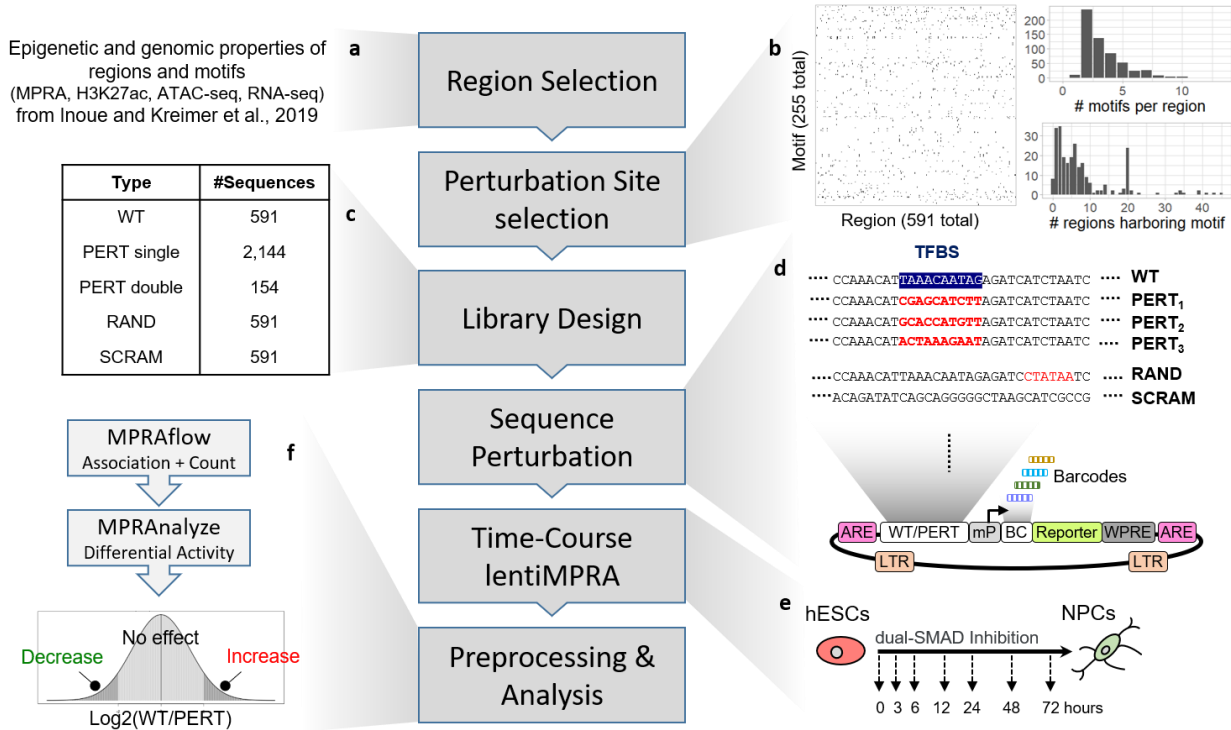 Epigenetic and genomic properties of
regions and motifs
(MPRA, H3K27ac, ATAC-seq, RNA-seq)
from Inoue and Kreimer et al., 2019
a
Region Selection
Perturbation Site
selection
Library Design
Sequence
Perturbation
Time-Course
lentiMPRA
Preprocessing &
Analysis
b
Motif (255 total)
Region (591 total)
200
150
100
50
0
0
5
10
# motifs per region
30
20
10
0
0
10
20
30
40
# regions harboring motif
c
Type #Sequences
WT 591
PERT single 2,144
PERT double 154
RAND 591
SCRAM 591
d
TFBS
···· CCAAACATTAAACAATAGAGATCATCTAATC ···· WT
···· CCAAACATCGAGCATCTTAGATCATCTAATC ···· PERT1
···· CCAAACATGCACCATGTTAGATCATCTAATC ···· PERT2
···· CCAAACATACTAAAGAATAGATCATCTAATC ···· PERT3
···· CCAAACATTAAACAATAGAGATCCTATAATC ···· RAND
···· ACAGATATCAGCAGGGGGCTAAGCATCGCCG ···· SCRAM
Barcodes
ARE WT/PERT mP BC Reporter WPRE ARE
LTR LTR
e
hESCs
NPCs
dual-SMAD Inhibition
0 3 6 12 24 48 72 hours
f
MPRAflow
Association + Count
MPRAnalyze
Differential Activity
No effect
Decrease
Increase
Log2(WT/PERT)